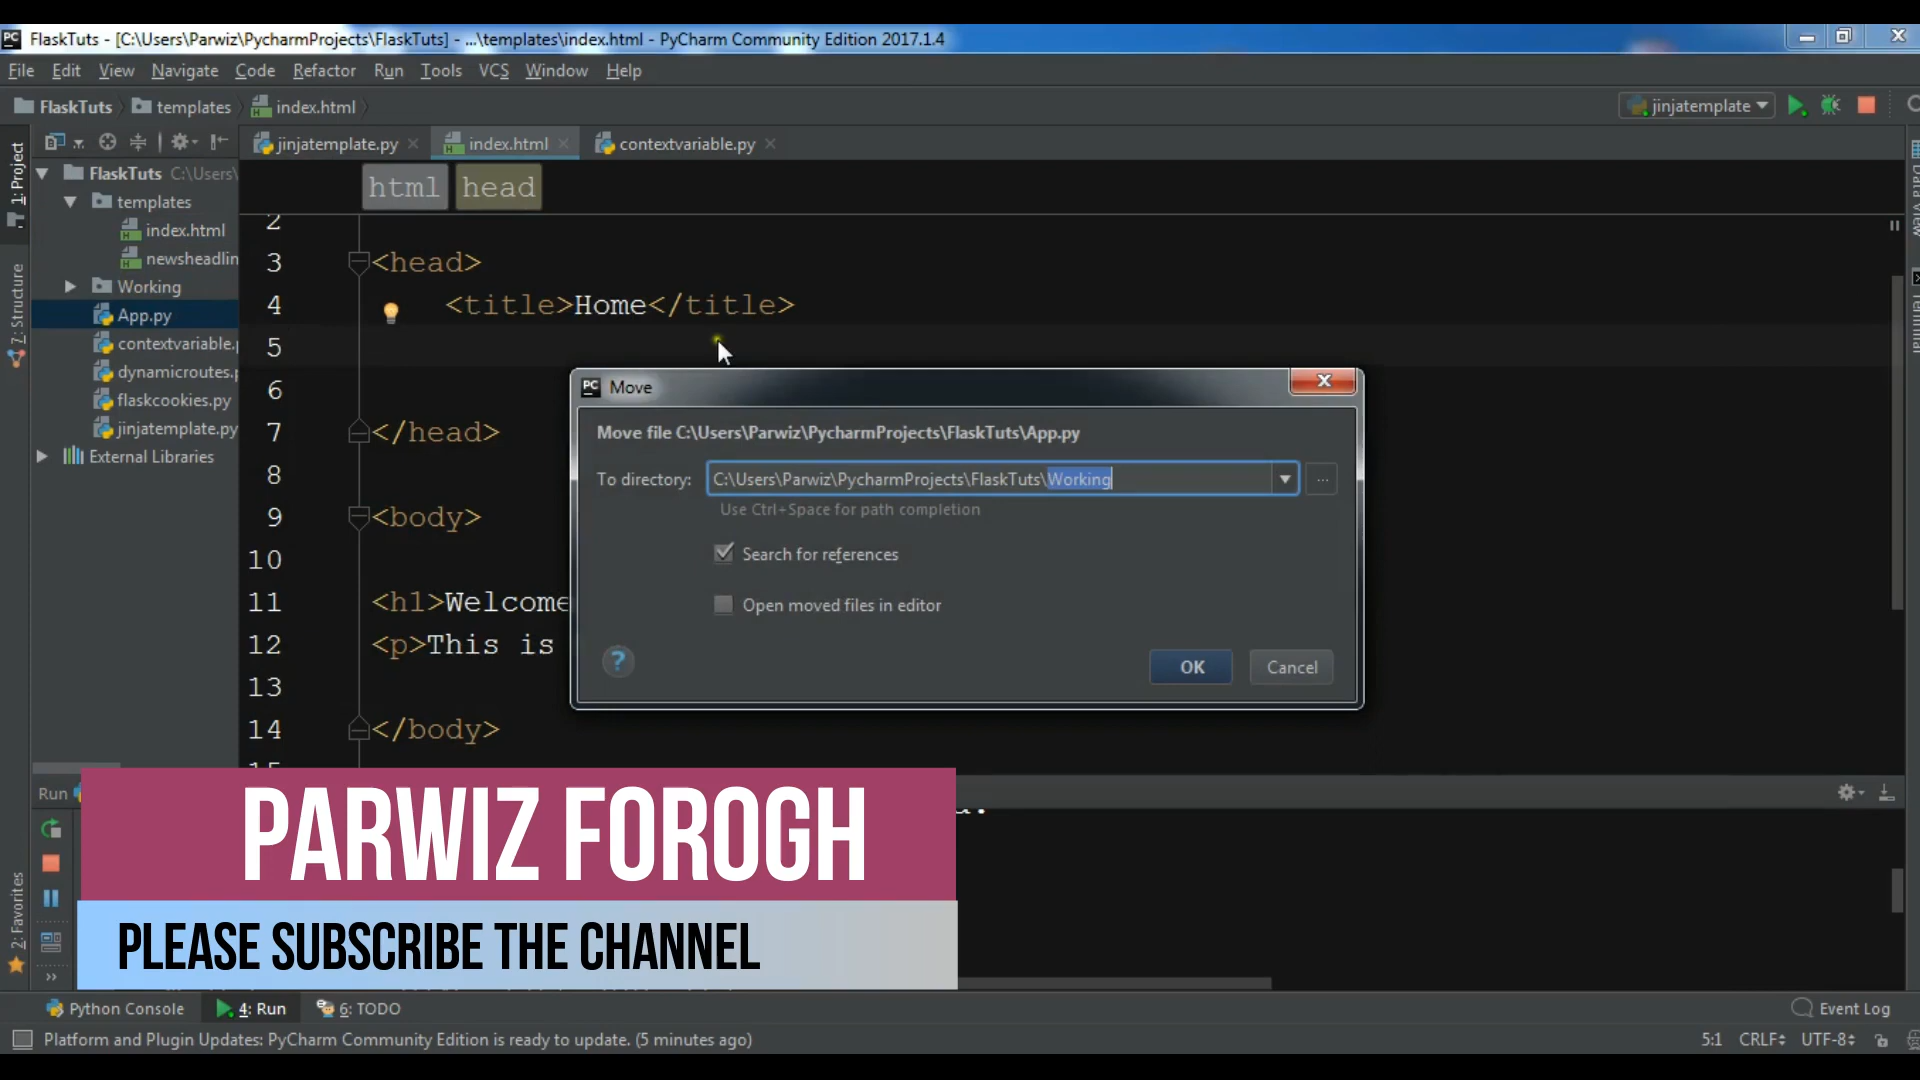 FlaskTuts - [C:\Users\Parwiz\PycharmProjects\FlaskTuts] - ...\templates\index.html - PyCharm Community Edition 2017.1.4
File Edit View Navigate Code Refactor Run Tools VCS Window Help
FlaskTuts templates index.html
jinjatemplate
jinjatemplate.py index.html contextvariable.py
1: Project
7: Structure
2: Favorites
FlaskTuts C:\Users\
templates
index.html
newsheadlin
Working
App.py
contextvariable.
dynamicroutes.
flaskcookies.py
jinjatemplate.py
External Libraries
html head
2
3 <head>
4 <title>Home</title>
5
6
7 </head>
8
9 <body>
10
11 <h1>Welcome
12 <p>This is
13
14 </body>
15
Data View
Terminal
Move
Move file C:\Users\Parwiz\PycharmProjects\FlaskTuts\App.py
To directory: C:\Users\Parwiz\PycharmProjects\FlaskTuts\Working
...
Use Ctrl+Space for path completion
Search for references
Open moved files in editor
?
OK Cancel
Run
PARWIZ FOROGH
PLEASE SUBSCRIBE THE CHANNEL
Python Console 4: Run 6: TODO Event Log
Platform and Plugin Updates: PyCharm Community Edition is ready to update. (5 minutes ago) 5:1 CRLF UTF-8